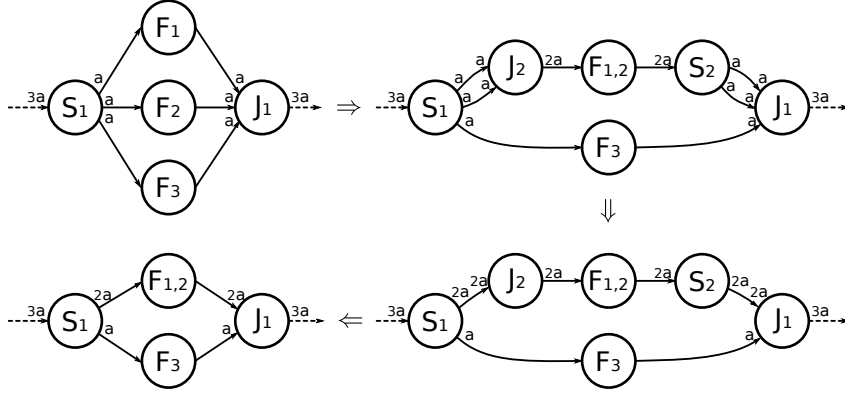 F1
a a a
3a S1 a F2 a J1 3a
a a
F3
⇒
a a 2a 2a a a
J2 F1,2 S2
a a a a
3a S1 J1 3a
a F3 a
⇓
2a 2a 2a 2a 2a 2a
J2 F1,2 S2
3a S1 J1 3a
a F3 a
⇐
F1,2
2a 2a
3a S1 J1 3a
a a
F3